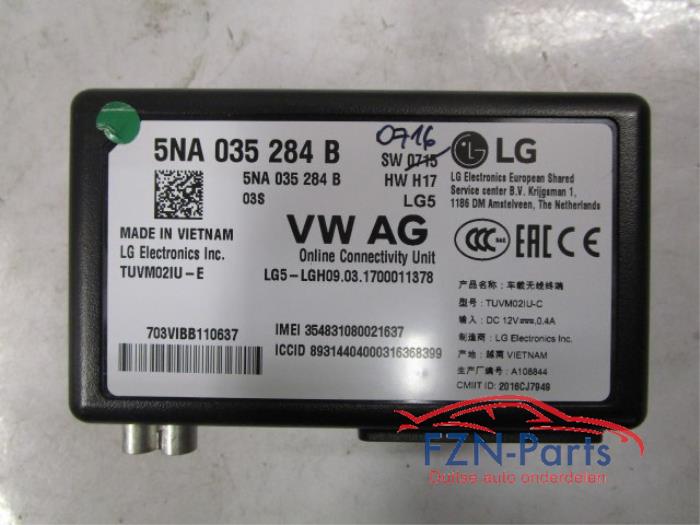 0716
5NA 035 284 B
SW 0715
LG
5NA 035 284 B
HW H17
03S
LG5
LG Electronics European Shared
Service center B.V. Krijgsman 1,
1186 DM Amstelveen, The Netherlands
MADE IN VIETNAM
LG Electronics Inc.
TUVM02IU-E
VW AG
Online Connectivity Unit
LG5-LGH09.03.1700011378
CCC
EAC
CE
产品名称: 车载无线终端
型号: TUVM02IU-C
输入: DC 12V⎓, 0.4A
制造商: LG Electronics Inc.
产地: 越南 VIETNAM
生产厂编号: A108844
CMIIT ID: 2016CJ7949
703VIBB110637
IMEI 354831080021637
ICCID 89314404000316368399
FZN-Parts
Duitse auto onderdelen